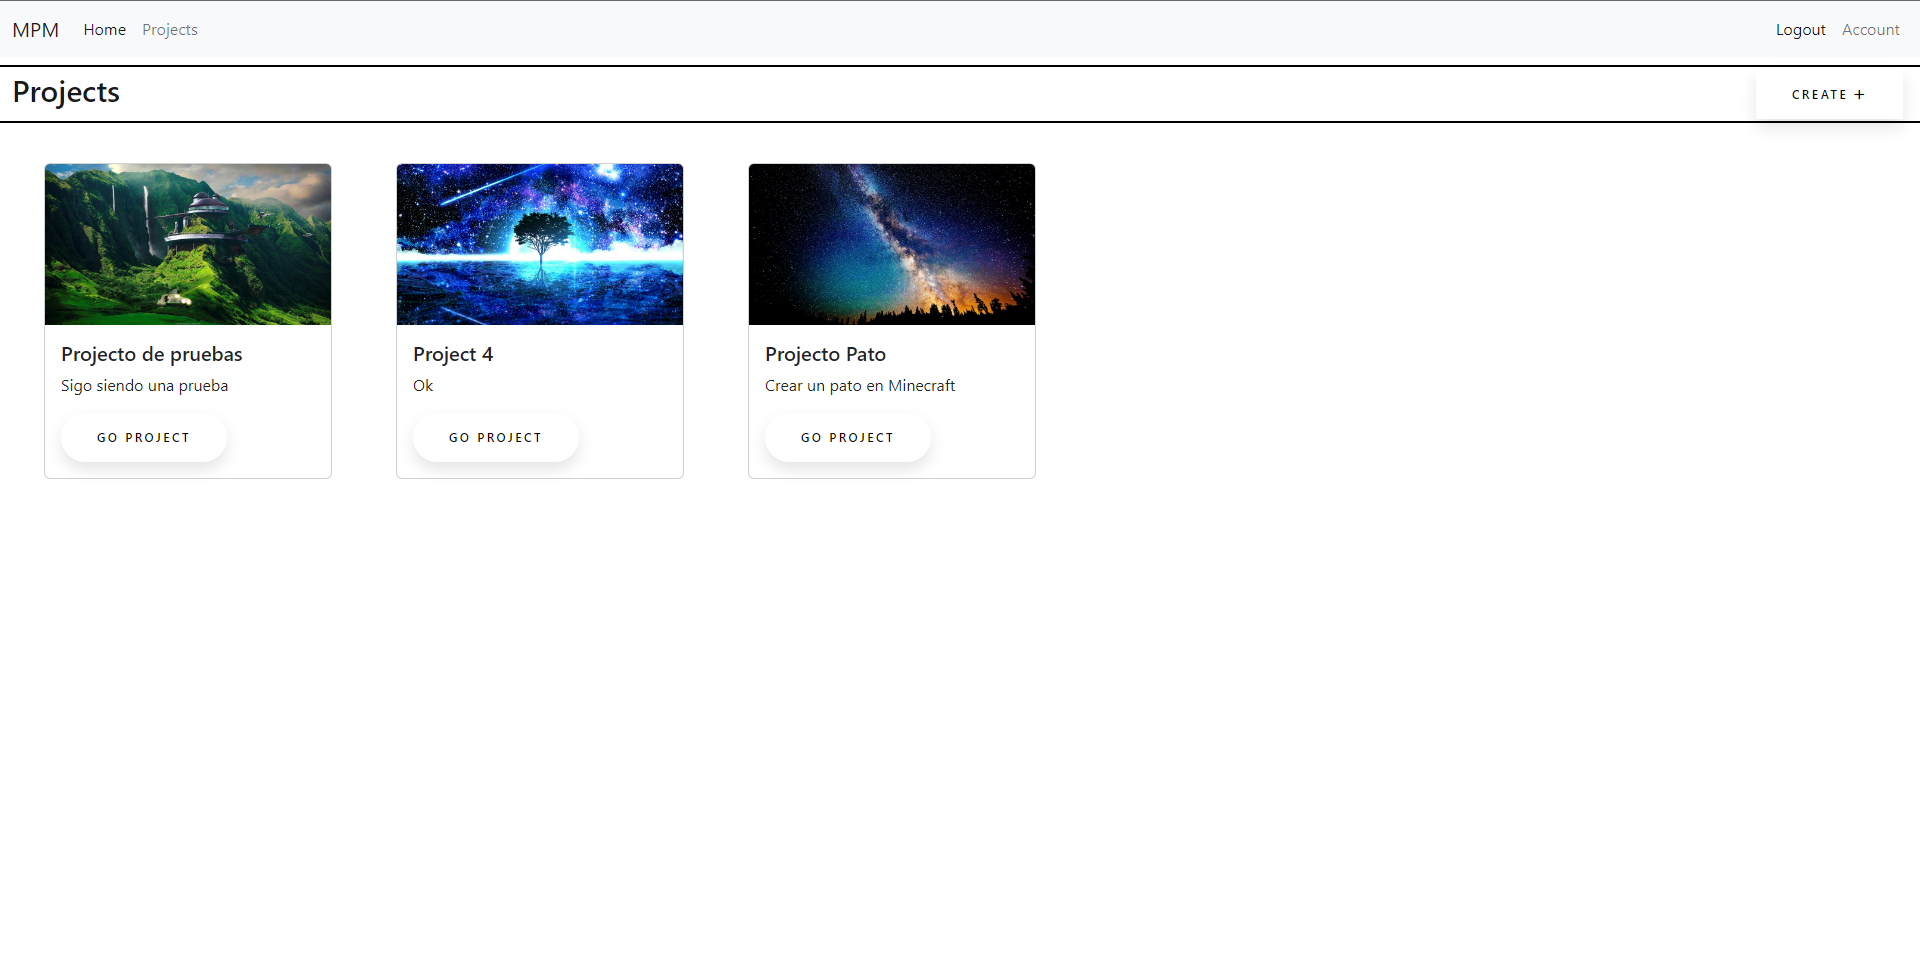 MPM Home Projects Logout Account
Projects CREATE +
Projecto de pruebas
Sigo siendo una prueba
GO PROJECT
Project 4
Ok
GO PROJECT
Projecto Pato
Crear un pato en Minecraft
GO PROJECT